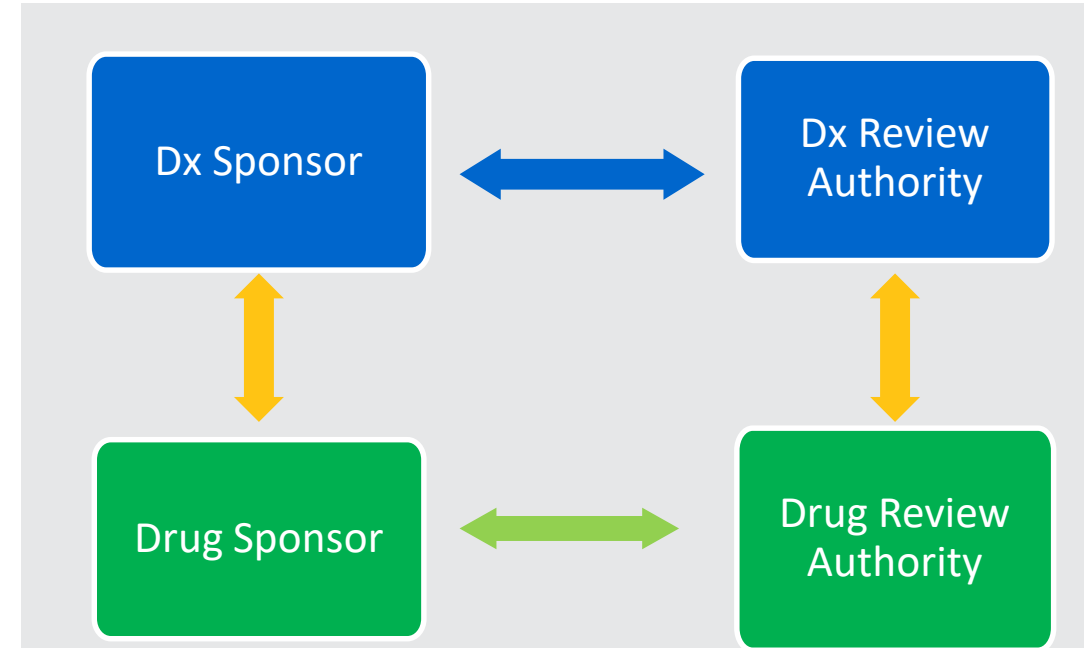 Dx Sponsor
Dx Review
Authority
Drug Sponsor
Drug Review
Authority